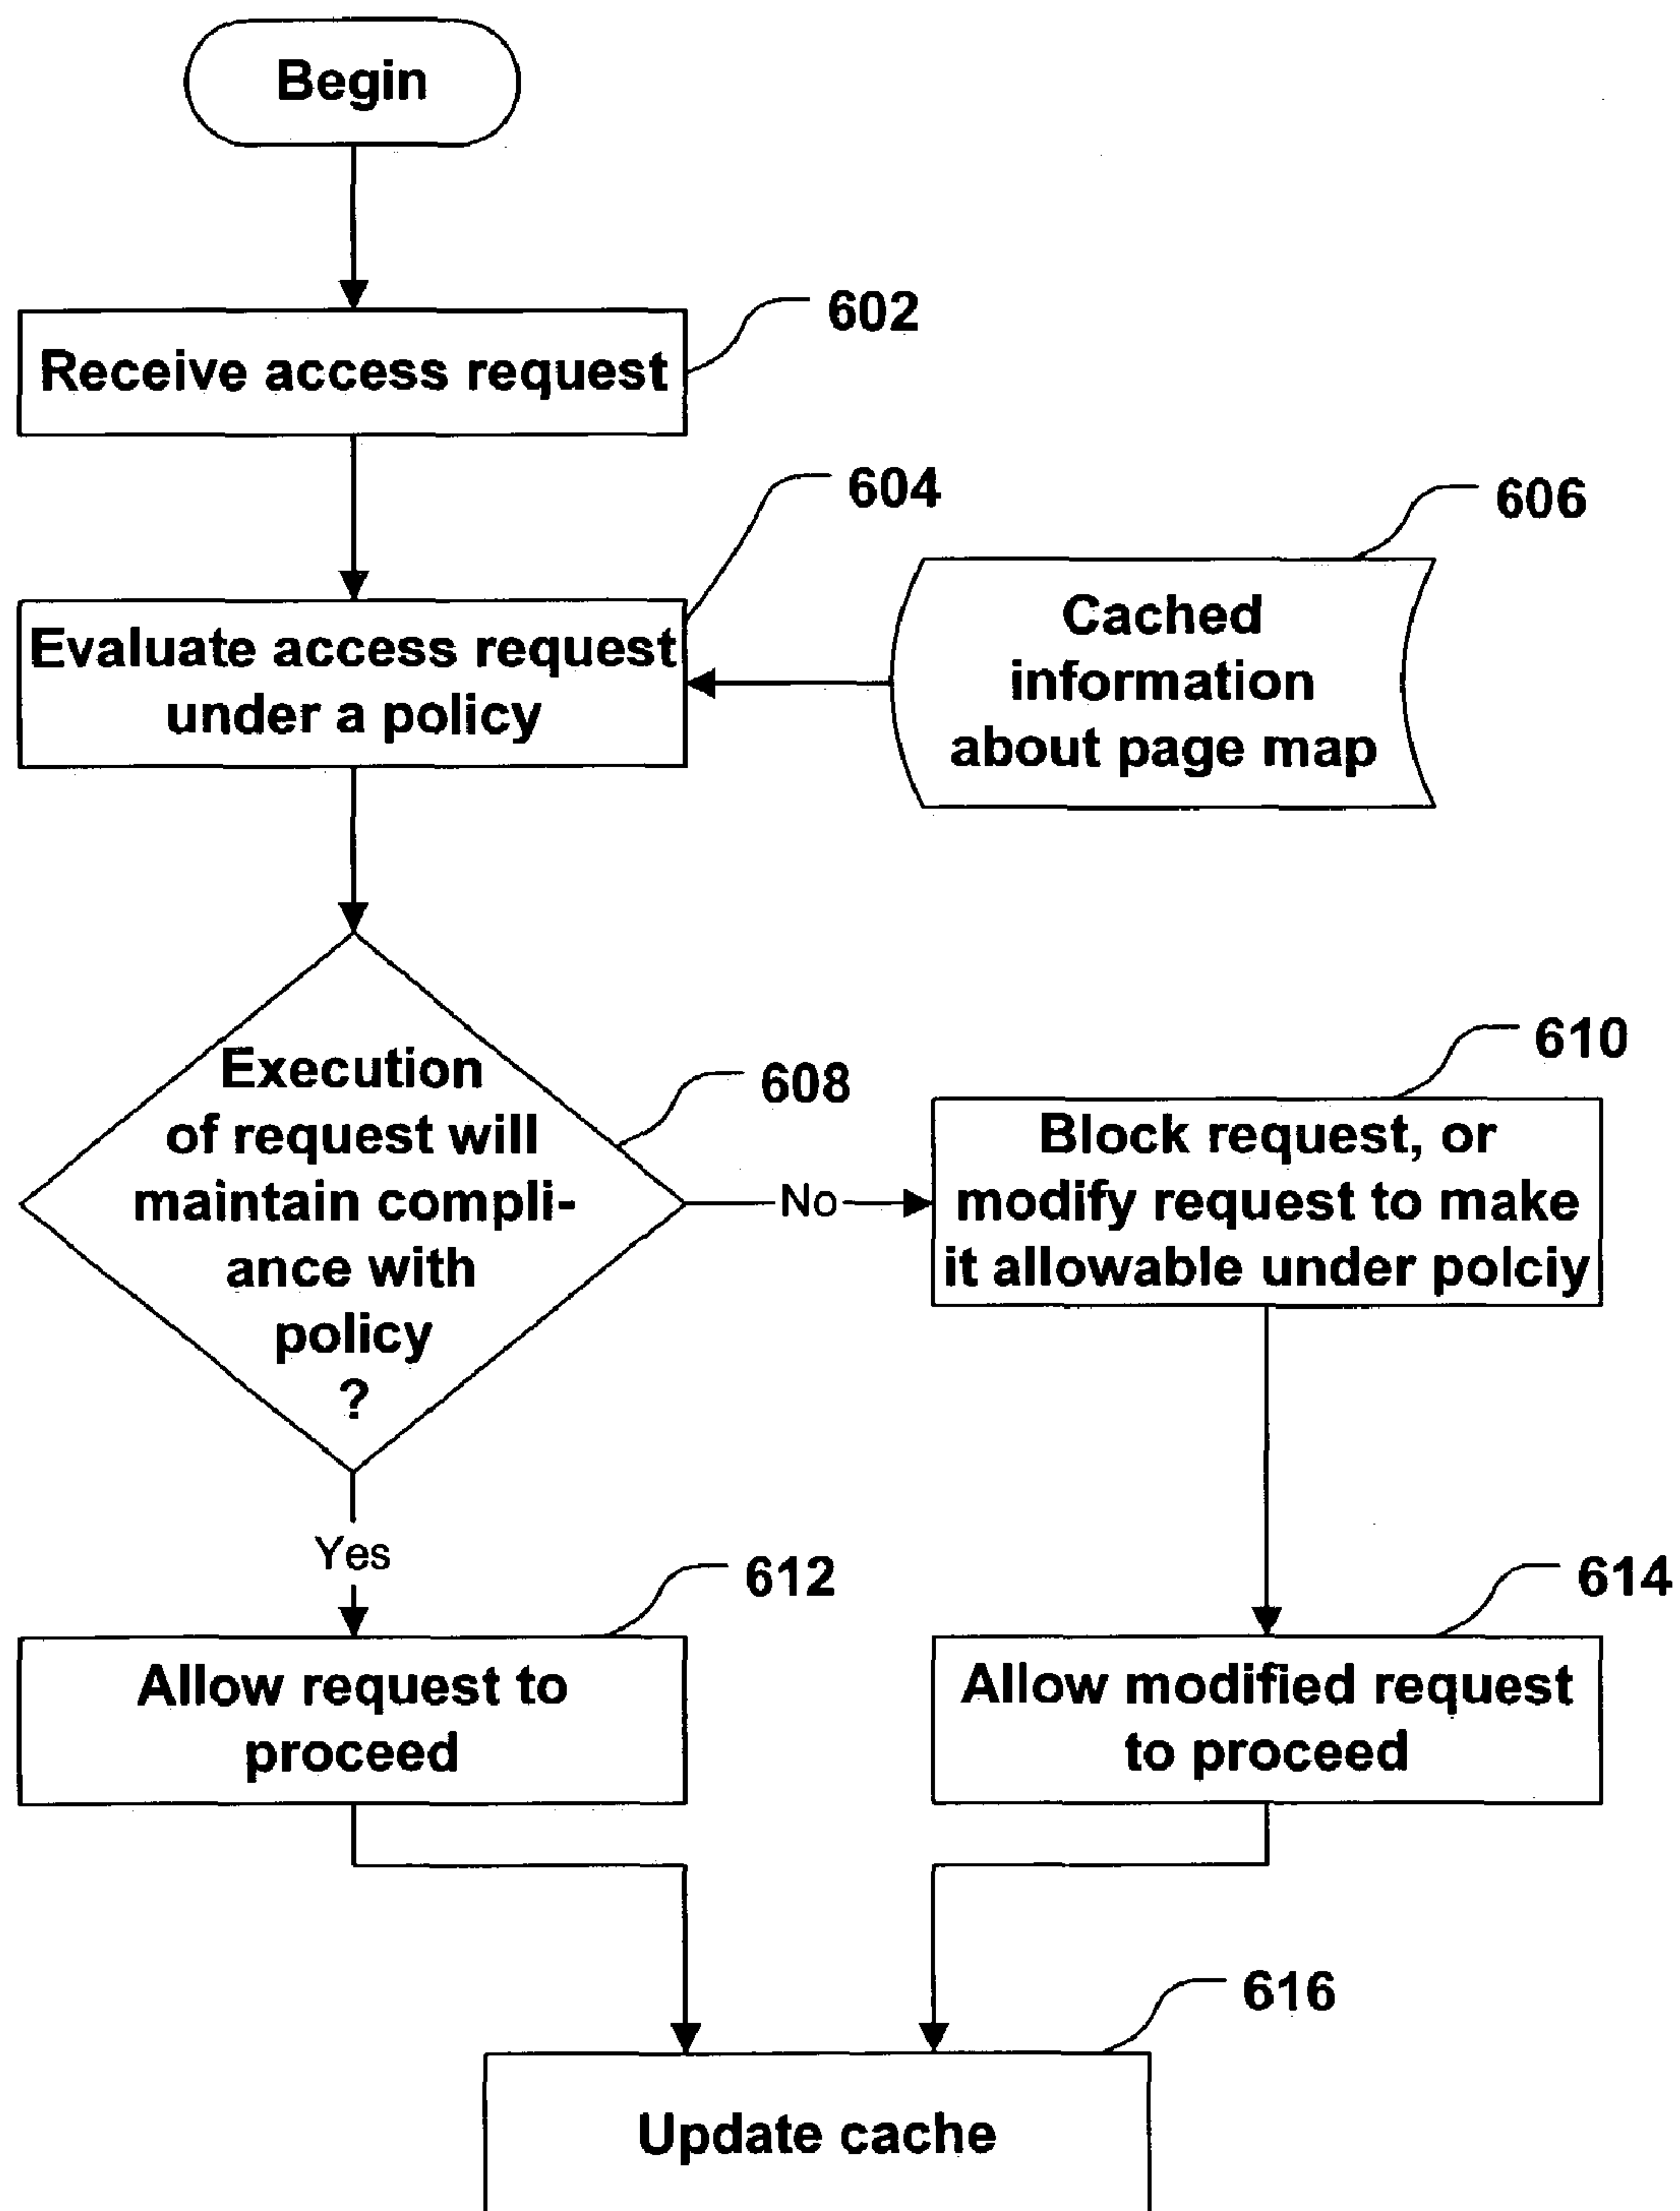 Begin
602
Receive access request
604
606
Evaluate access request
under a policy
Cached
information
about page map
608
Execution
of request will
maintain compli-
ance with
policy
?
No
610
Block request, or
modify request to make
it allowable under polciy
Yes
612
Allow request to
proceed
614
Allow modified request
to proceed
616
Update cache